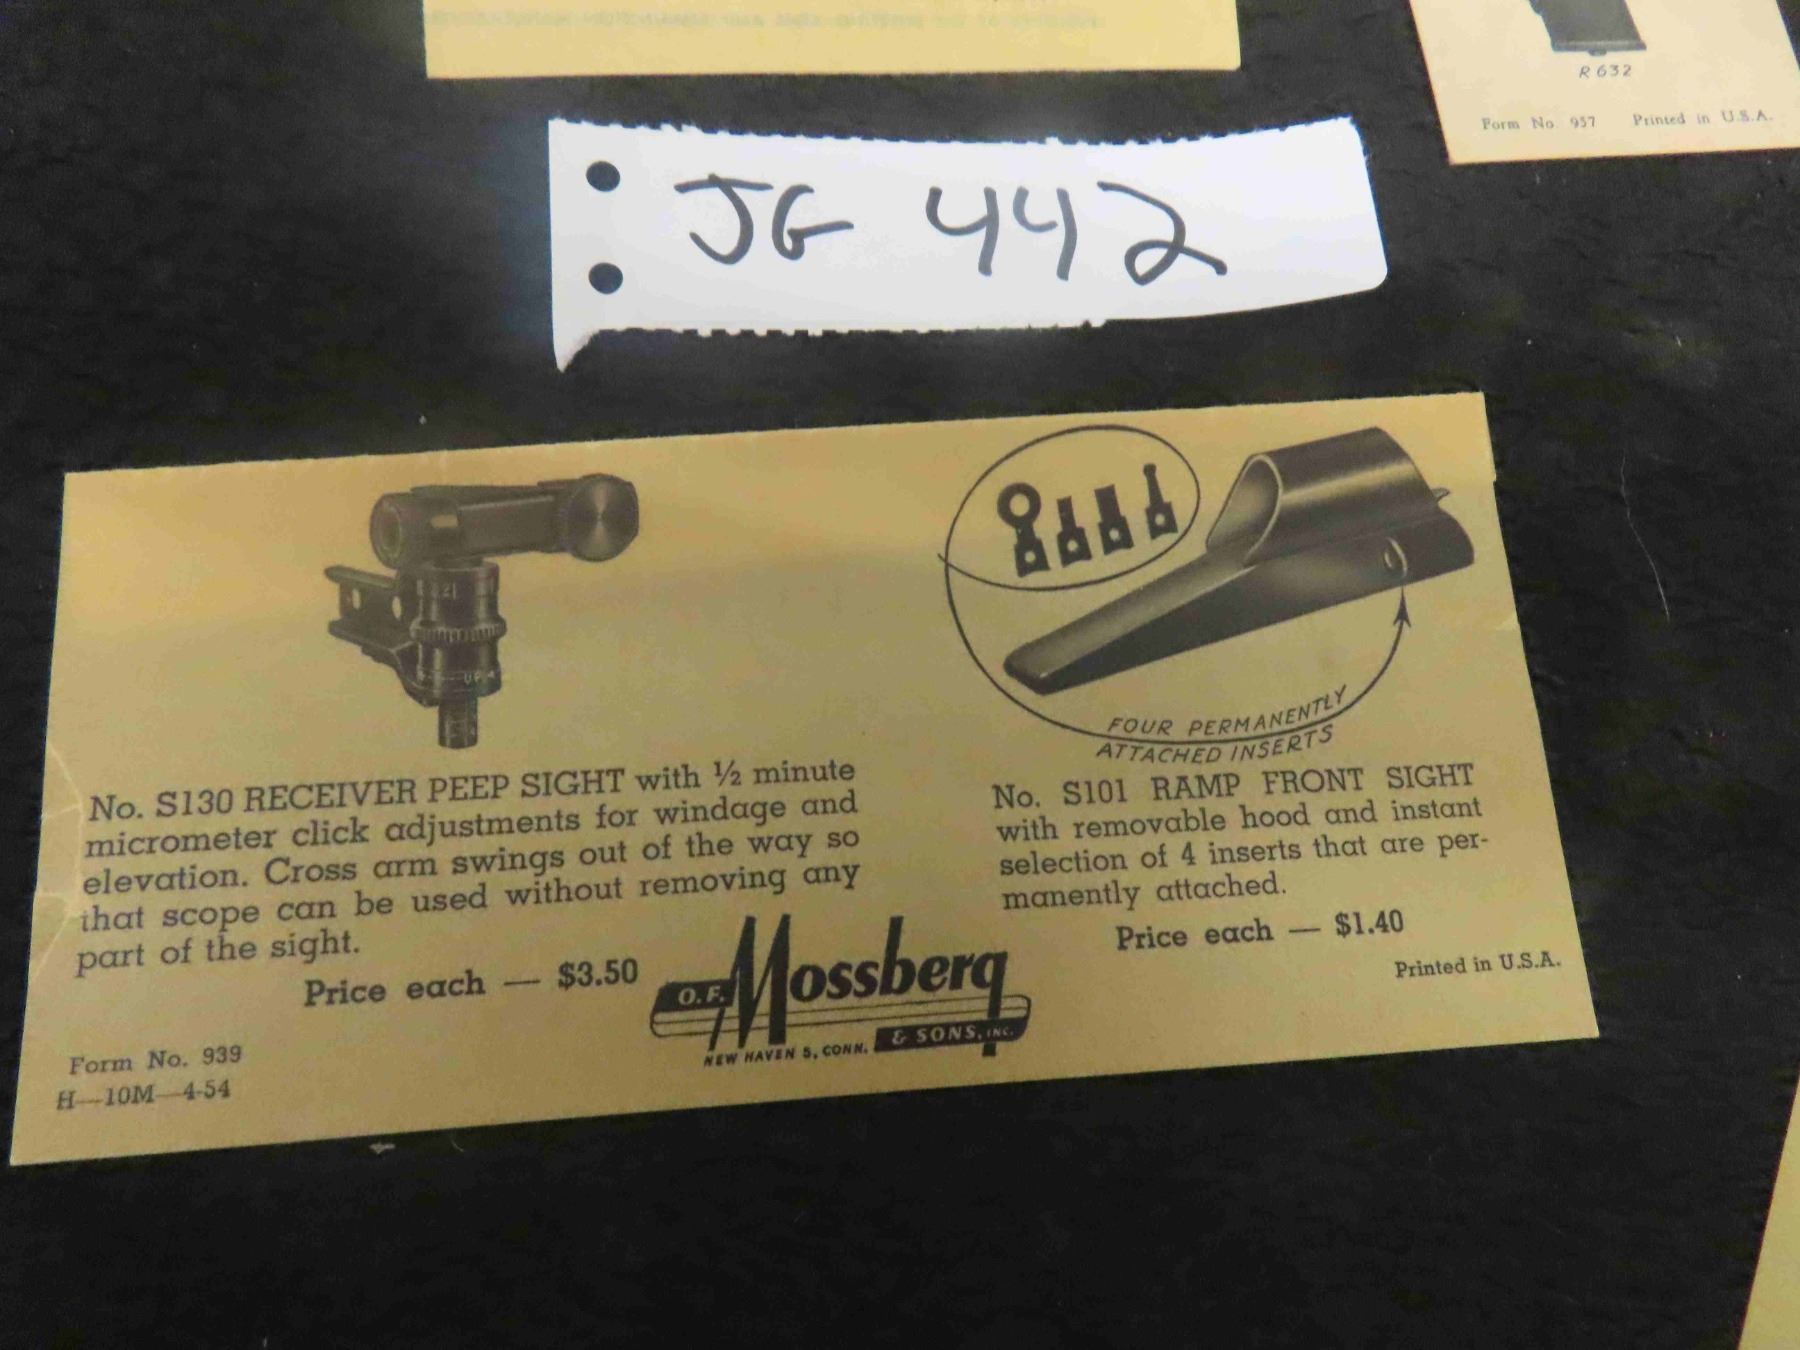 R 632
Form No. 957 Printed in U.S.A.
JG 442
FOUR PERMANENTLY
ATTACHED INSERTS
No. S130 RECEIVER PEEP SIGHT with ½ minute
micrometer click adjustments for windage and
elevation. Cross arm swings out of the way so
that scope can be used without removing any
part of the sight.
Price each — $3.50
No. S101 RAMP FRONT SIGHT
with removable hood and instant
selection of 4 inserts that are per-
manently attached.
Price each — $1.40
Printed in U.S.A.
O.F. Mossberg
& SONS, INC.
NEW HAVEN 5, CONN.
Form No. 939
H—10M—4-54